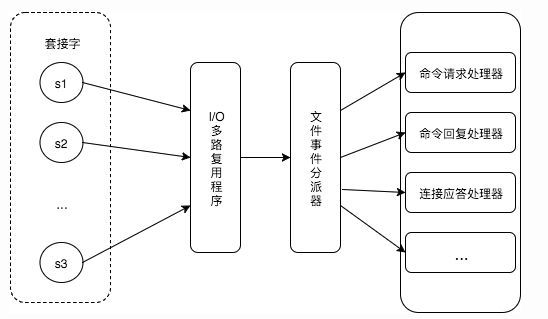 套接字
s1
s2
...
s3
I/O
多
路
复
用
程
序
文
件
事
件
分
派
器
命令请求处理器
命令回复处理器
连接应答处理器
...